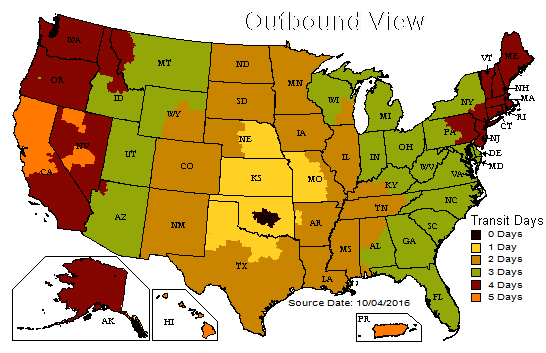 Outbound View
WA
OR
CA
NV
ID
MT
WY
UT
AZ
CO
NM
ND
SD
NE
KS
TX
MN
IA
MO
AR
LA
WI
IL
MS
MI
IN
OH
KY
TN
AL
GA
FL
SC
NC
VA
WV
PA
NY
VT
ME
NH
MA
RI
CT
NJ
DE
MD
AK
HI
PR
Transit Days
0 Days
1 Day
2 Days
3 Days
4 Days
5 Days
Source Date: 10/04/2016